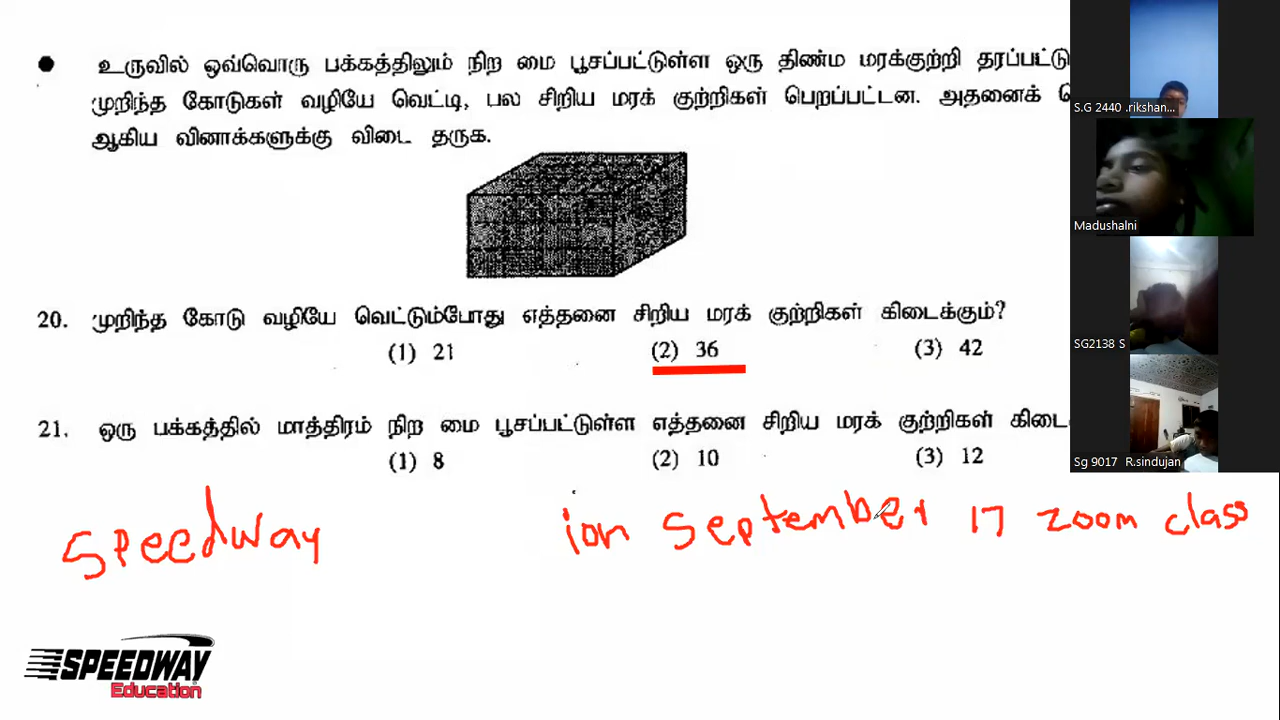 உருவில் ஒவ்வொரு பக்கத்திலும் நிற மை பூசப்பட்டுள்ள ஒரு திண்ம மரக்குற்றி தரப்பட்டு
முறிந்த கோடுகள் வழியே வெட்டி, பல சிறிய மரக் குற்றிகள் பெறப்பட்டன. அதனைக்
ஆகிய வினாக்களுக்கு விடை தருக.
20. முறிந்த கோடு வழியே வெட்டும்போது எத்தனை சிறிய மரக் குற்றிகள் கிடைக்கும்?
(1) 21 (2) 36 (3) 42
21. ஒரு பக்கத்தில் மாத்திரம் நிற மை பூசப்பட்டுள்ள எத்தனை சிறிய மரக் குற்றிகள் கிடை
(1) 8 (2) 10 (3) 12
Speedway ion September 17 zoom class
SPEEDWAY
Education
S.G 2440 .rikshan...
Madushalni
SG2138 S
Sg 9017 R.sindujan